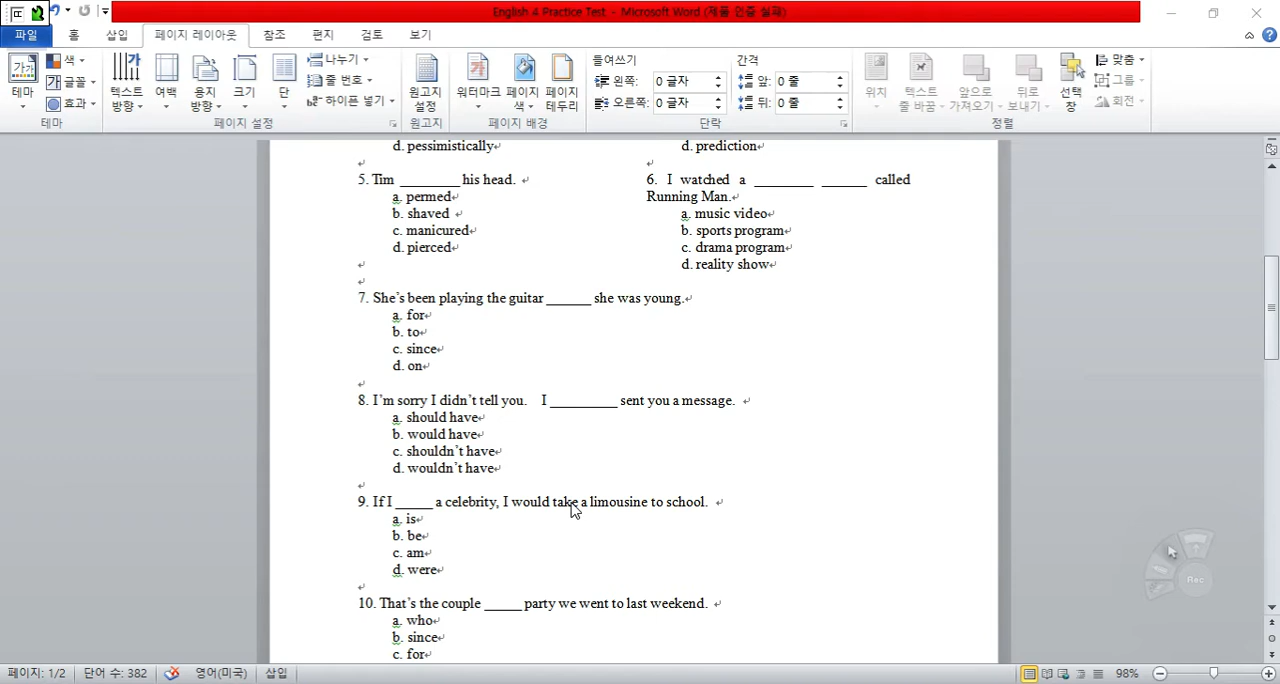 English 4 Practice Test - Microsoft Word (제품 인증 실패)
파일 홈 삽입 페이지 레이아웃 참조 편지 검토 보기
테마
색
글꼴
효과
텍스트 방향
여백
용지 방향
크기
단
나누기
줄 번호
하이픈 넣기
원고지 설정
워터마크
페이지 색
페이지 테두리
들여쓰기
왼쪽: 0 글자
오른쪽: 0 글자
간격
앞: 0 줄
뒤: 0 줄
위치
텍스트 줄 바꿈
앞으로 가져오기
뒤로 보내기
선택 창
맞춤
그룹
회전
테마 페이지 설정 원고지 페이지 배경 단락 정렬
d. pessimistically
d. prediction
5. Tim ________ his head.
a. permed
b. shaved
c. manicured
d. pierced
6. I watched a ________ ______ called
Running Man.
a. music video
b. sports program
c. drama program
d. reality show
7. She's been playing the guitar ______ she was young.
a. for
b. to
c. since
d. on
8. I'm sorry I didn't tell you. I _________ sent you a message.
a. should have
b. would have
c. shouldn't have
d. wouldn't have
9. If I _____ a celebrity, I would take a limousine to school.
a. is
b. be
c. am
d. were
10. That's the couple _____ party we went to last weekend.
a. who
b. since
c. for
Rec
페이지: 1/2 단어 수: 382 영어(미국) 삽입 98%